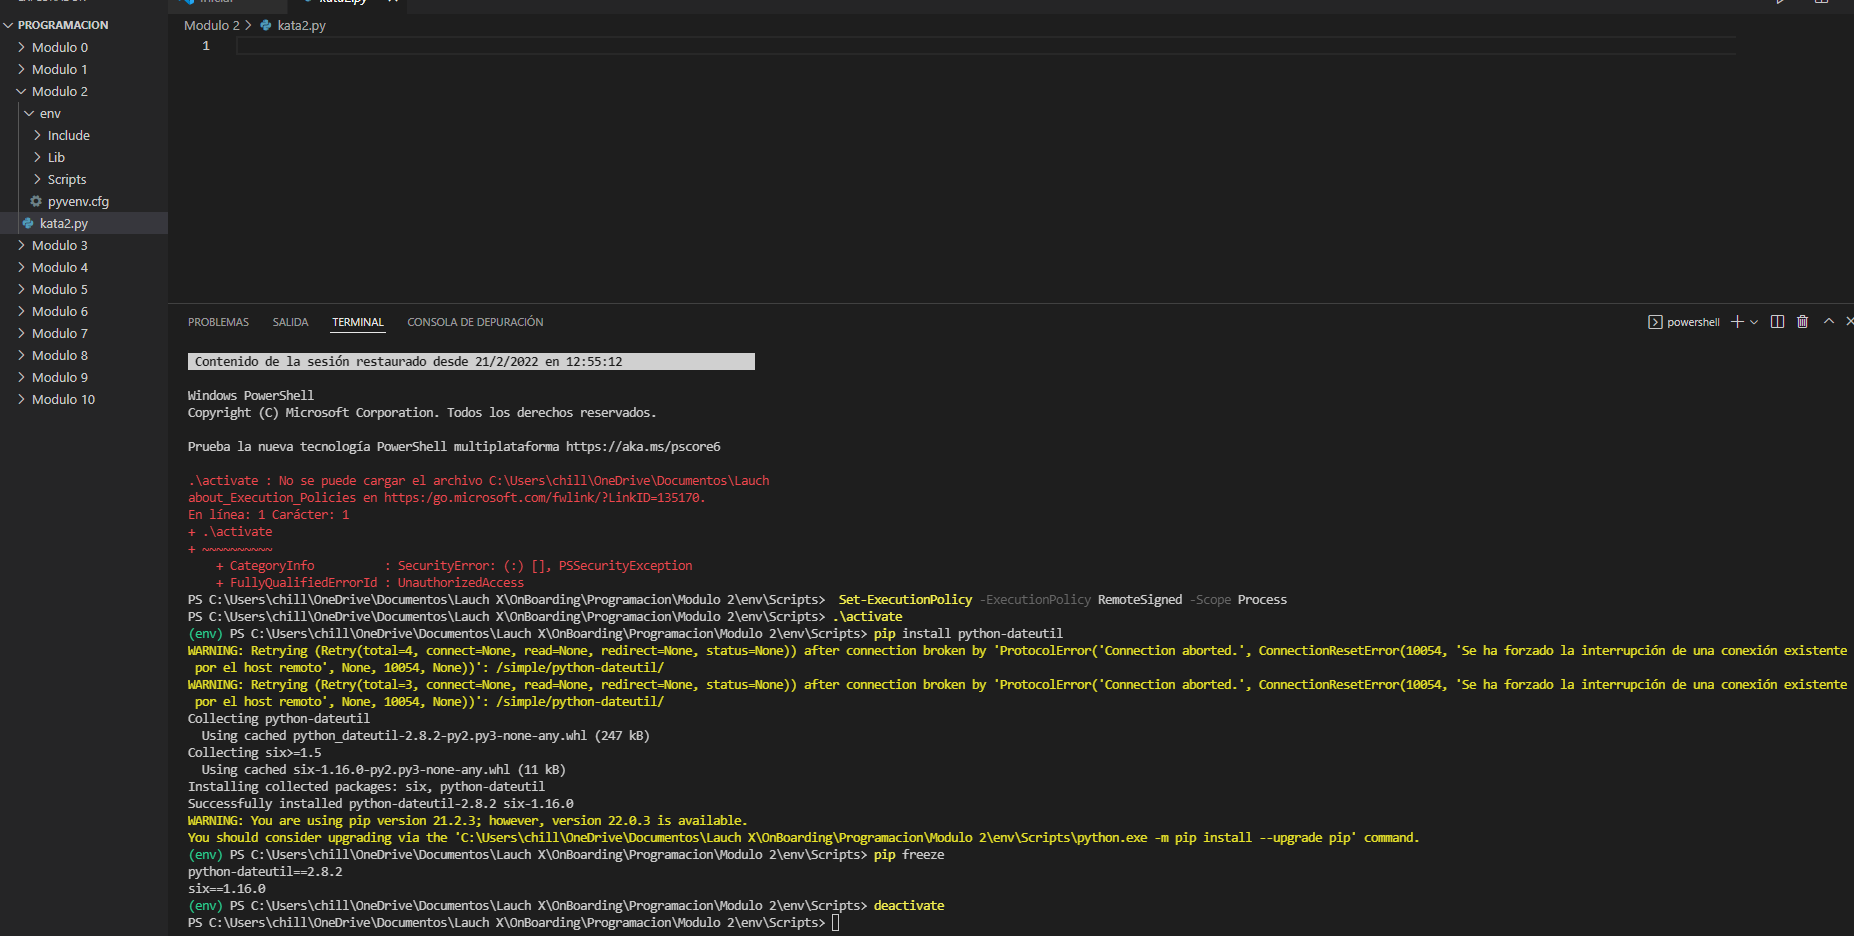 PROGRAMACION
Modulo 0
Modulo 1
Modulo 2
env
Include
Lib
Scripts
pyvenv.cfg
kata2.py
Modulo 3
Modulo 4
Modulo 5
Modulo 6
Modulo 7
Modulo 8
Modulo 9
Modulo 10
Modulo 2 > kata2.py
1
PROBLEMAS SALIDA TERMINAL CONSOLA DE DEPURACIÓN
powershell
Contenido de la sesión restaurado desde 21/2/2022 en 12:55:12
Windows PowerShell
Copyright (C) Microsoft Corporation. Todos los derechos reservados.
Prueba la nueva tecnología PowerShell multiplataforma https://aka.ms/pscore6
.\activate : No se puede cargar el archivo C:\Users\chill\OneDrive\Documentos\Lauch
about_Execution_Policies en https:/go.microsoft.com/fwlink/?LinkID=135170.
En línea: 1 Carácter: 1
+ .\activate
+ ~~~~~~~~~~
+ CategoryInfo          : SecurityError: (:) [], PSSecurityException
+ FullyQualifiedErrorId : UnauthorizedAccess
PS C:\Users\chill\OneDrive\Documentos\Lauch X\OnBoarding\Programacion\Modulo 2\env\Scripts>  Set-ExecutionPolicy -ExecutionPolicy RemoteSigned -Scope Process
PS C:\Users\chill\OneDrive\Documentos\Lauch X\OnBoarding\Programacion\Modulo 2\env\Scripts> .\activate
(env) PS C:\Users\chill\OneDrive\Documentos\Lauch X\OnBoarding\Programacion\Modulo 2\env\Scripts> pip install python-dateutil
WARNING: Retrying (Retry(total=4, connect=None, read=None, redirect=None, status=None)) after connection broken by 'ProtocolError('Connection aborted.', ConnectionResetError(10054, 'Se ha forzado la interrupción de una conexión existente
por el host remoto', None, 10054, None))': /simple/python-dateutil/
WARNING: Retrying (Retry(total=3, connect=None, read=None, redirect=None, status=None)) after connection broken by 'ProtocolError('Connection aborted.', ConnectionResetError(10054, 'Se ha forzado la interrupción de una conexión existente
por el host remoto', None, 10054, None))': /simple/python-dateutil/
Collecting python-dateutil
Using cached python_dateutil-2.8.2-py2.py3-none-any.whl (247 kB)
Collecting six>=1.5
Using cached six-1.16.0-py2.py3-none-any.whl (11 kB)
Installing collected packages: six, python-dateutil
Successfully installed python-dateutil-2.8.2 six-1.16.0
WARNING: You are using pip version 21.2.3; however, version 22.0.3 is available.
You should consider upgrading via the 'C:\Users\chill\OneDrive\Documentos\Lauch X\OnBoarding\Programacion\Modulo 2\env\Scripts\python.exe -m pip install --upgrade pip' command.
(env) PS C:\Users\chill\OneDrive\Documentos\Lauch X\OnBoarding\Programacion\Modulo 2\env\Scripts> pip freeze
python-dateutil==2.8.2
six==1.16.0
(env) PS C:\Users\chill\OneDrive\Documentos\Lauch X\OnBoarding\Programacion\Modulo 2\env\Scripts> deactivate
PS C:\Users\chill\OneDrive\Documentos\Lauch X\OnBoarding\Programacion\Modulo 2\env\Scripts>